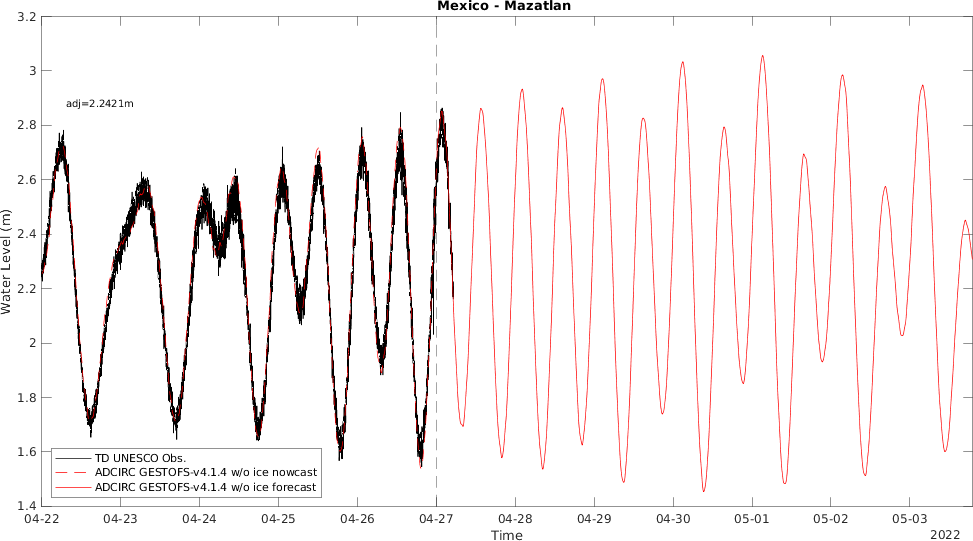 Mexico - Mazatlan
3.2
3
2.8
2.6
2.4
2.2
2
1.8
1.6
1.4
Water Level (m)
adj=2.2421m
TD UNESCO Obs.
ADCIRC GESTOFS-v4.1.4 w/o ice nowcast
ADCIRC GESTOFS-v4.1.4 w/o ice forecast
04-22 04-23 04-24 04-25 04-26 04-27 04-28 04-29 04-30 05-01 05-02 05-03
Time
2022